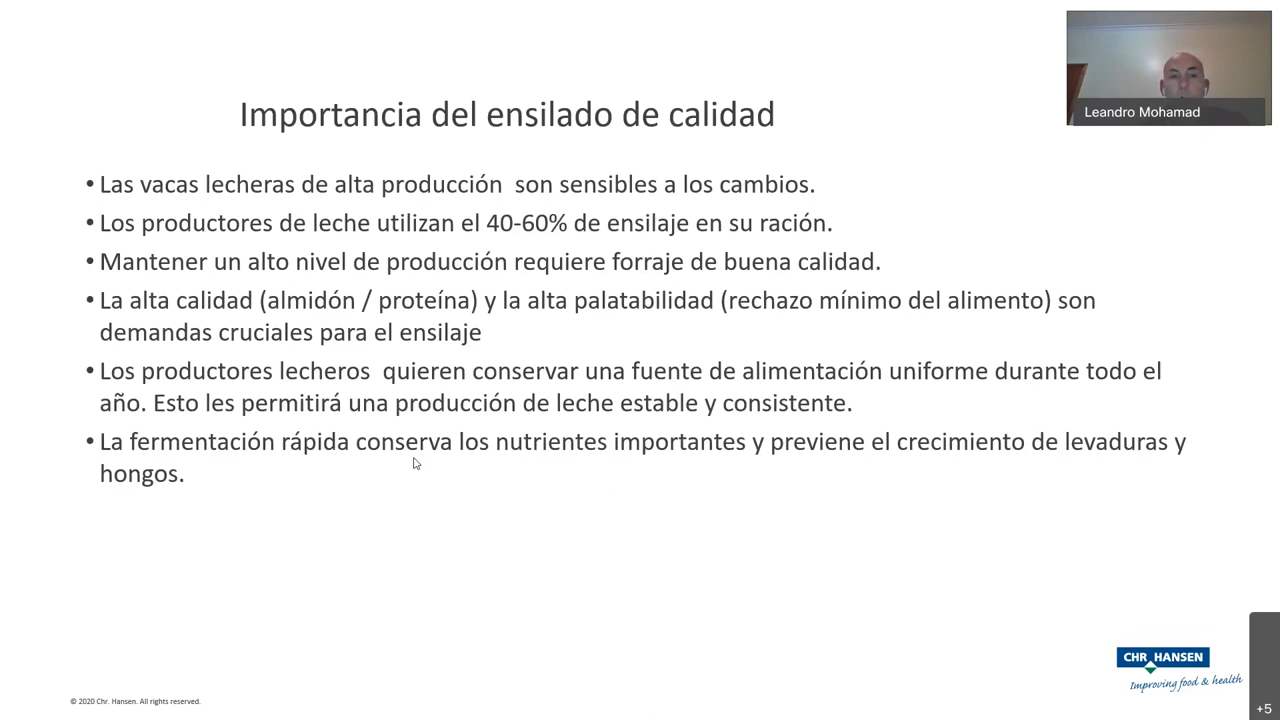 Leandro Mohamad
Importancia del ensilado de calidad
• Las vacas lecheras de alta producción  son sensibles a los cambios.
• Los productores de leche utilizan el 40-60% de ensilaje en su ración.
• Mantener un alto nivel de producción requiere forraje de buena calidad.
• La alta calidad (almidón / proteína) y la alta palatabilidad (rechazo mínimo del alimento) son
demandas cruciales para el ensilaje
• Los productores lecheros  quieren conservar una fuente de alimentación uniforme durante todo el
año. Esto les permitirá una producción de leche estable y consistente.
• La fermentación rápida conserva los nutrientes importantes y previene el crecimiento de levaduras y
hongos.
CHR HANSEN
Improving food & health
© 2020 Chr. Hansen. All rights reserved.
+5